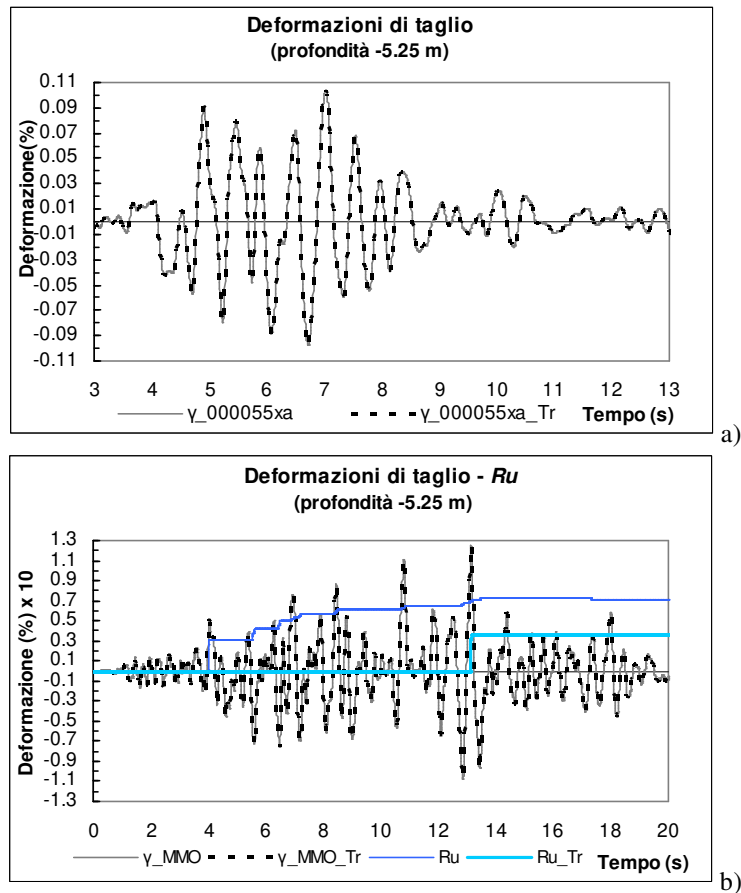 Deformazioni di taglio
(profondità -5.25 m)
Deformazione(%)
0.11
0.09
0.07
0.05
0.03
0.01
-0.01
-0.03
-0.05
-0.07
-0.09
-0.11
3 4 5 6 7 8 9 10 11 12 13
γ_000055xa γ_000055xa_Tr Tempo (s)
a)
Deformazioni di taglio - Ru
(profondità -5.25 m)
Deformazione (%) x 10
1.3
1.1
0.9
0.7
0.5
0.3
0.1
-0.1
-0.3
-0.5
-0.7
-0.9
-1.1
-1.3
0 2 4 6 8 10 12 14 16 18 20
γ_MMO γ_MMO_Tr Ru Ru_Tr Tempo (s)
b)